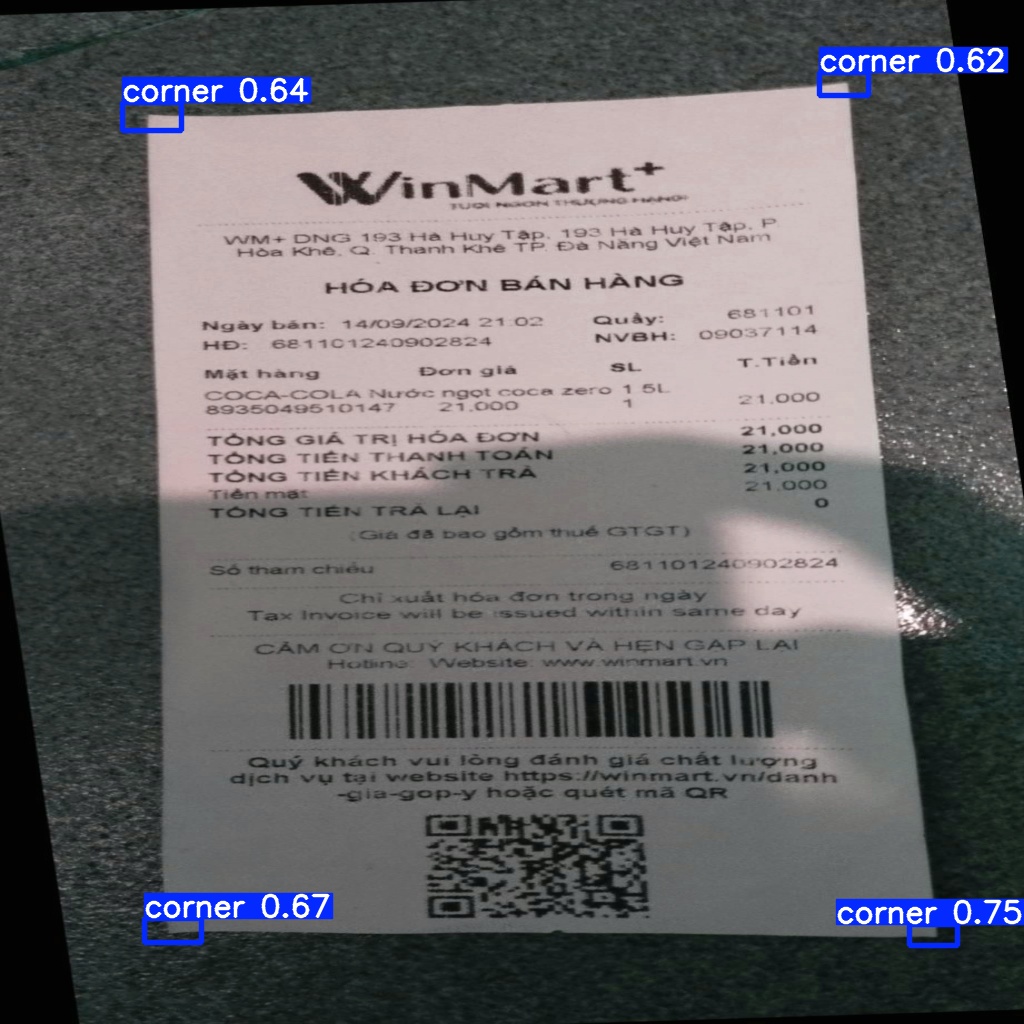 corner 0.64
corner 0.62
WinMart+
TƯƠI NGON THƯỢNG HẠNG
WM+ DNG 193 Hà Huy Tập, 193 Hà Huy Tập, P.
Hòa Khê, Q. Thanh Khê TP. Đà Nẵng Việt Nam
HÓA ĐƠN BÁN HÀNG
Ngày bán: 14/09/2024 21:02 Quầy: 681101
HĐ: 681101240902824 NVBH: 09037114
Mặt hàng Đơn giá SL T.Tiền
COCA-COLA Nước ngọt coca zero 1 5L
8935049510147 21,000 1 21,000
TỔNG GIÁ TRỊ HÓA ĐƠN 21,000
TỔNG TIỀN THANH TOÁN 21,000
TỔNG TIỀN KHÁCH TRẢ 21,000
Tiền mặt 21,000
TỔNG TIỀN TRẢ LẠI 0
(Giá đã bao gồm thuế GTGT)
Số tham chiếu 681101240902824
Chỉ xuất hóa đơn trong ngày
Tax Invoice will be issued within same day
CẢM ƠN QUÝ KHÁCH VÀ HẸN GẶP LẠI
Hotline: Website: www.winmart.vn
Quý khách vui lòng đánh giá chất lượng
dịch vụ tại website https://winmart.vn/danh
-gia-gop-y hoặc quét mã QR
corner 0.67
corner 0.75